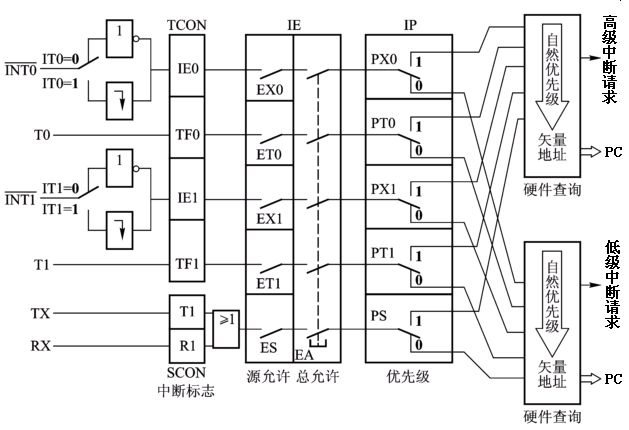 TCON IE IP
IT0=0
1
INT0
IT0=1
IE0
EX0
PX0
1
0
T0
TF0
ET0
PT0
1
0
IT1=0
1
INT1
IT1=1
IE1
EX1
PX1
1
0
T1
TF1
ET1
PT1
1
0
TX
T1
≥1
RX
R1
ES
EA
PS
1
0
SCON
中断标志
源允许
总允许
优先级
自然优先级
矢量
地址
硬件查询
高级中断请求
PC
自然优先级
矢量
地址
硬件查询
低级中断请求
PC